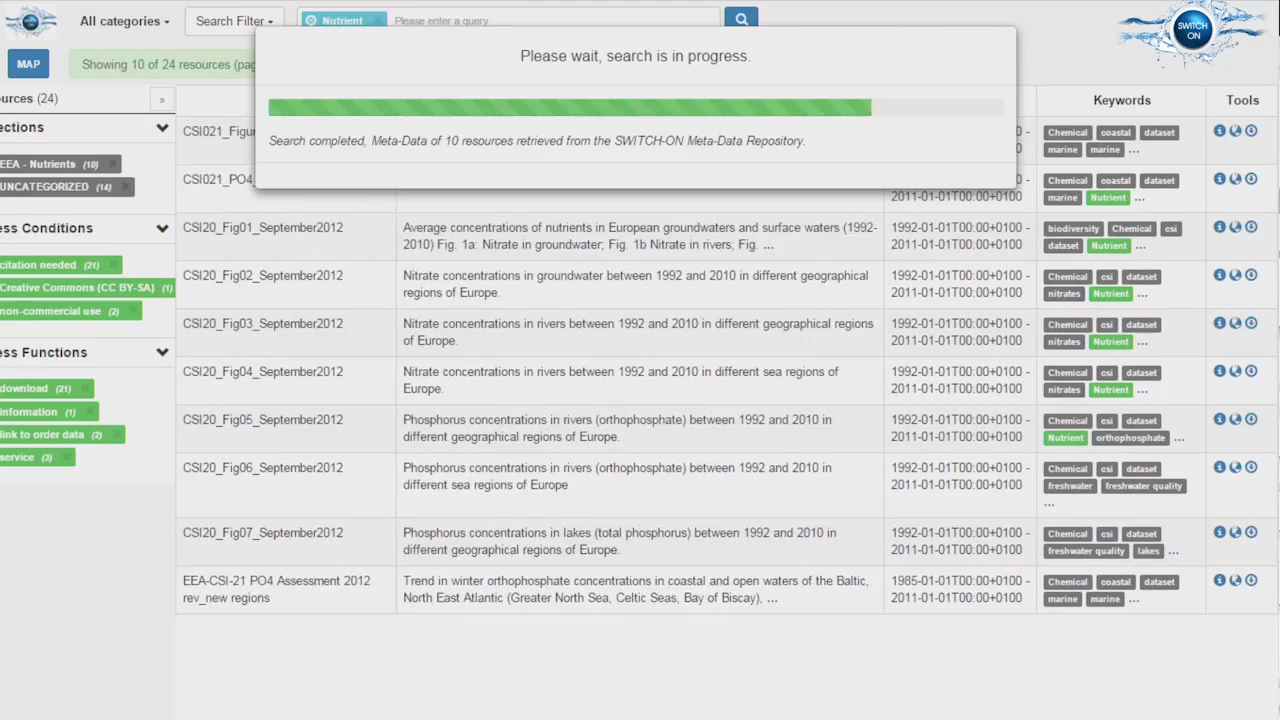 All categories
Search Filter
Nutrient
Please enter a query
SWITCH
ON
MAP
Showing 10 of 24 resources
Please wait, search is in progress.
Search completed, Meta-Data of 10 resources retrieved from the SWITCH-ON Meta-Data Repository.
(24)
»
EEA - Nutrients (10)
UNCATEGORIZED (14)
Conditions
citation needed (21)
Creative Commons (CC BY-SA) (1)
non-commercial use (2)
Functions
download (21)
information (1)
link to order data (2)
service (3)
Keywords
Tools
Chemical coastal dataset
marine marine ...
CSI021_PO4
2011-01-01T00:00+0100
Chemical coastal dataset
marine Nutrient ...
CSI20_Fig01_September2012
Average concentrations of nutrients in European groundwaters and surface waters (1992-
2010) Fig. 1a: Nitrate in groundwater; Fig. 1b Nitrate in rivers; Fig. ...
1992-01-01T00:00+0100 -
2011-01-01T00:00+0100
biodiversity Chemical csi
dataset Nutrient ...
CSI20_Fig02_September2012
Nitrate concentrations in groundwater between 1992 and 2010 in different geographical
regions of Europe.
1992-01-01T00:00+0100 -
2011-01-01T00:00+0100
Chemical csi dataset
nitrates Nutrient ...
CSI20_Fig03_September2012
Nitrate concentrations in rivers between 1992 and 2010 in different geographical regions
of Europe.
1992-01-01T00:00+0100 -
2011-01-01T00:00+0100
Chemical csi dataset
nitrates Nutrient ...
CSI20_Fig04_September2012
Nitrate concentrations in rivers between 1992 and 2010 in different sea regions of
Europe.
1992-01-01T00:00+0100 -
2011-01-01T00:00+0100
Chemical csi dataset
nitrates Nutrient ...
CSI20_Fig05_September2012
Phosphorus concentrations in rivers (orthophosphate) between 1992 and 2010 in
different geographical regions of Europe.
1992-01-01T00:00+0100 -
2011-01-01T00:00+0100
Chemical csi dataset
Nutrient orthophosphate ...
CSI20_Fig06_September2012
Phosphorus concentrations in rivers (orthophosphate) between 1992 and 2010 in
different sea regions of Europe
1992-01-01T00:00+0100 -
2011-01-01T00:00+0100
Chemical csi dataset
freshwater freshwater quality
...
CSI20_Fig07_September2012
Phosphorus concentrations in lakes (total phosphorus) between 1992 and 2010 in
different geographical regions of Europe.
1992-01-01T00:00+0100 -
2011-01-01T00:00+0100
Chemical csi dataset
freshwater quality lakes ...
EEA-CSI-21 PO4 Assessment 2012
rev_new regions
Trend in winter orthophosphate concentrations in coastal and open waters of the Baltic,
North East Atlantic (Greater North Sea, Celtic Seas, Bay of Biscay), ...
1985-01-01T00:00+0100 -
2011-01-01T00:00+0100
Chemical coastal dataset
marine marine ...